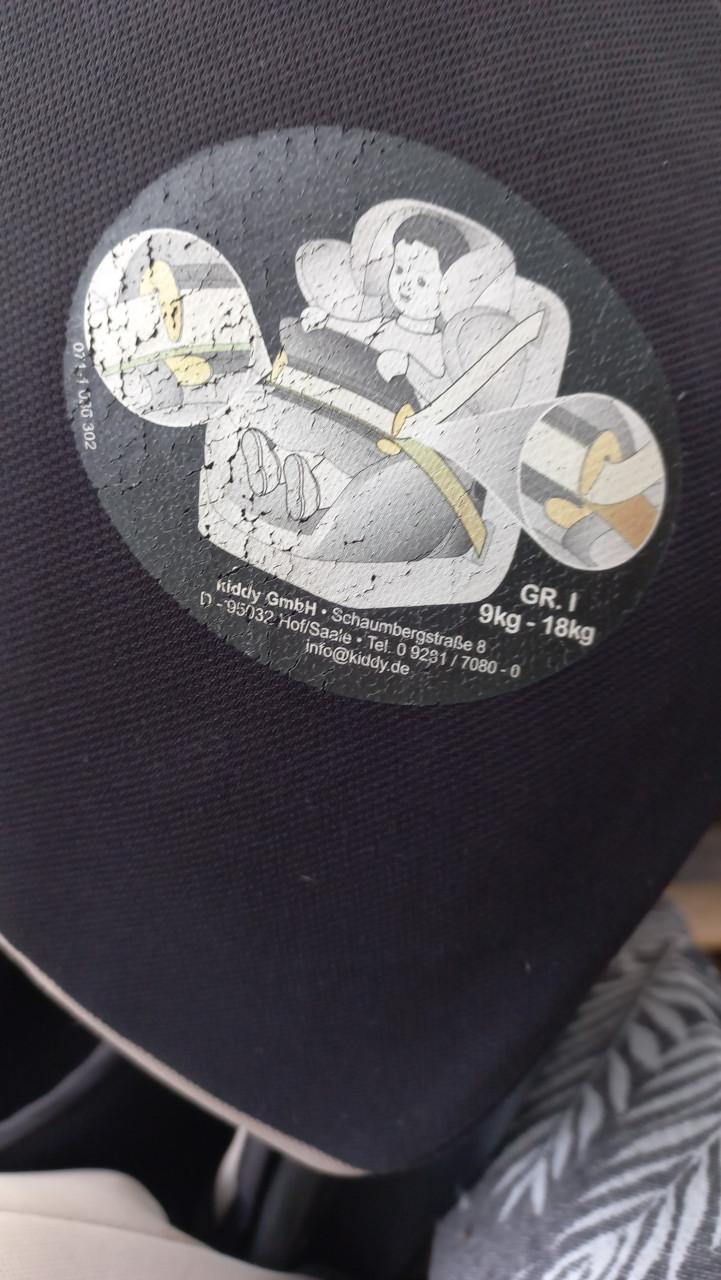 GR. I
9kg - 18kg
kiddy GmbH • Schaumbergstraße 8
D - 95032 Hof/Saale • Tel. 0 9281 / 7080 - 0
info@kiddy.de